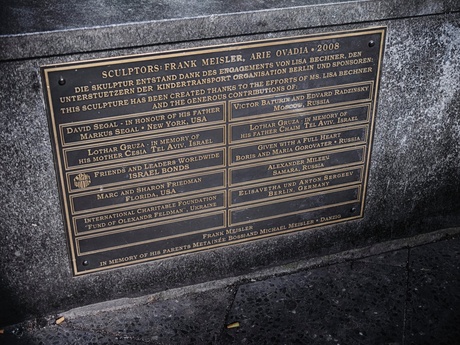 SCULPTORS: FRANK MEISLER, ARIE OVADIA • 2008
DIE SKULPTUR ENTSTAND DANK DES ENGAGEMENTS VON LISA BECHNER, DEN
UNTERSTUETZERN DER KINDERTRANSPORT ORGANISATION BERLIN UND SPONSOREN:
THIS SCULPTURE HAS BEEN CREATED THANKS TO THE EFFORTS OF MS. LISA BECHNER
AND THE GENEROUS CONTRIBUTIONS OF:
DAVID SEGAL - IN HONOUR OF HIS FATHER
MARKUS SEGAL • NEW YORK, USA
LOTHAR GRUZA - IN MEMORY OF
HIS MOTHER CESIA TEL AVIV, ISRAEL
FRIENDS AND LEADERS WORLDWIDE
ISRAEL BONDS
MARC AND SHARON FRIEDMAN
FLORIDA, USA
INTERNATIONAL CHARITABLE FOUNDATION
"FUND OF OLEXANDR FELDMAN", UKRAINE
VICTOR BATURIN AND EDWARD RADZINSKY
MOSCOW, RUSSIA
LOTHAR GRUZA - IN MEMORY OF
HIS FATHER CHAIM TEL AVIV, ISRAEL
GIVEN WITH A FULL HEART
BORIS AND MARIA GOROVATER • RUSSIA
ALEXANDER MILERU
SAMARA, RUSSIA
ELISAVETHA UND ANTON SERGEY
BERLIN, GERMANY
FRANK MEISLER
IN MEMORY OF HIS PARENTS METAINÉE BOSS AND MICHAEL MEISLER • DANZIG